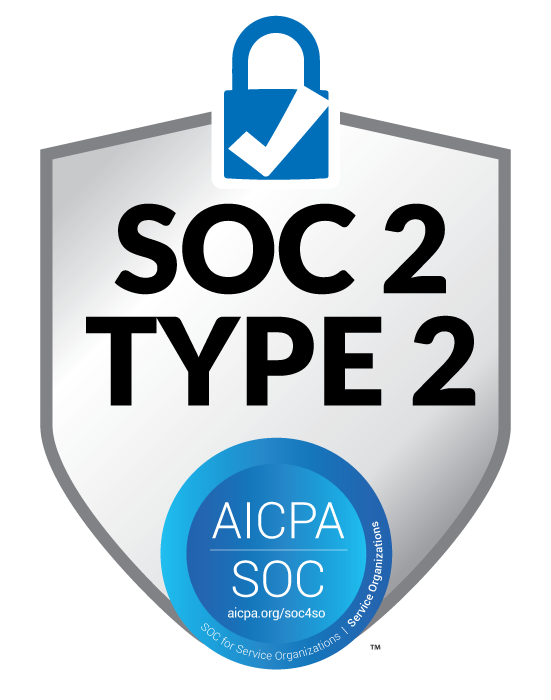 SOC 2
TYPE 2
AICPA
SOC
aicpa.org/soc4so
SOC for Service Organizations | Service Organizations
™